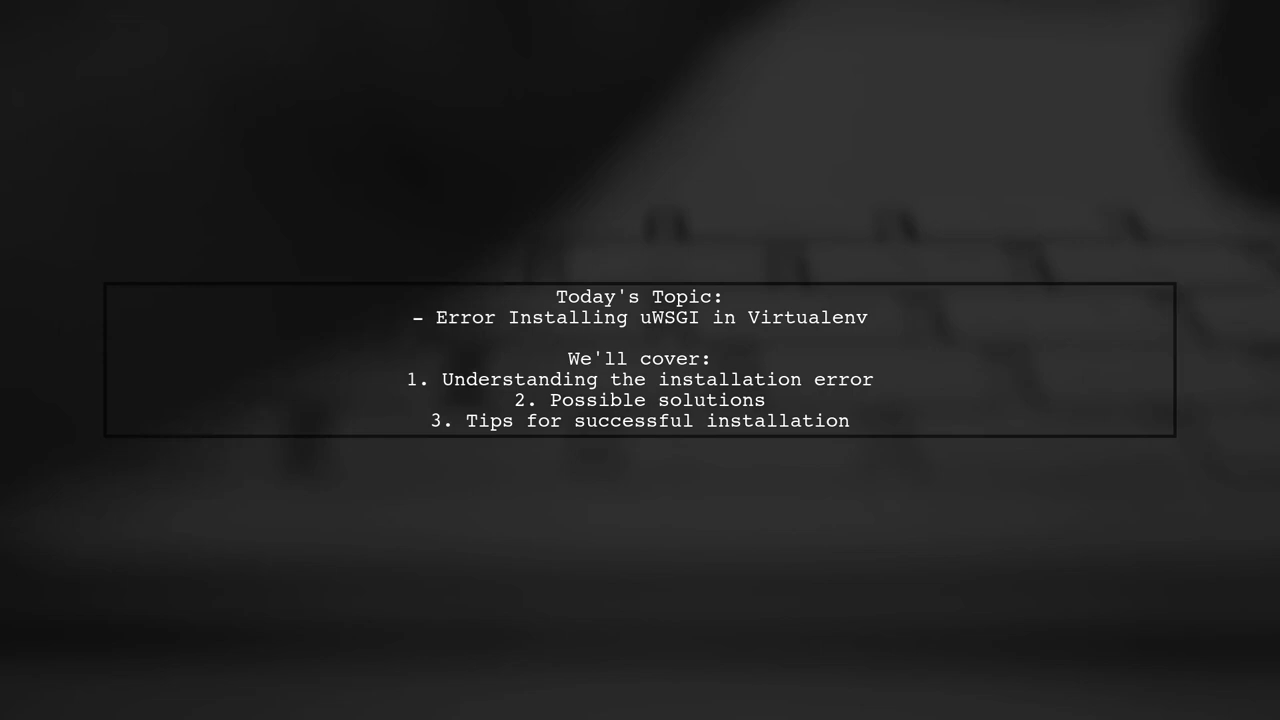 Today's Topic:
- Error Installing uWSGI in Virtualenv
We'll cover:
1. Understanding the installation error
2. Possible solutions
3. Tips for successful installation